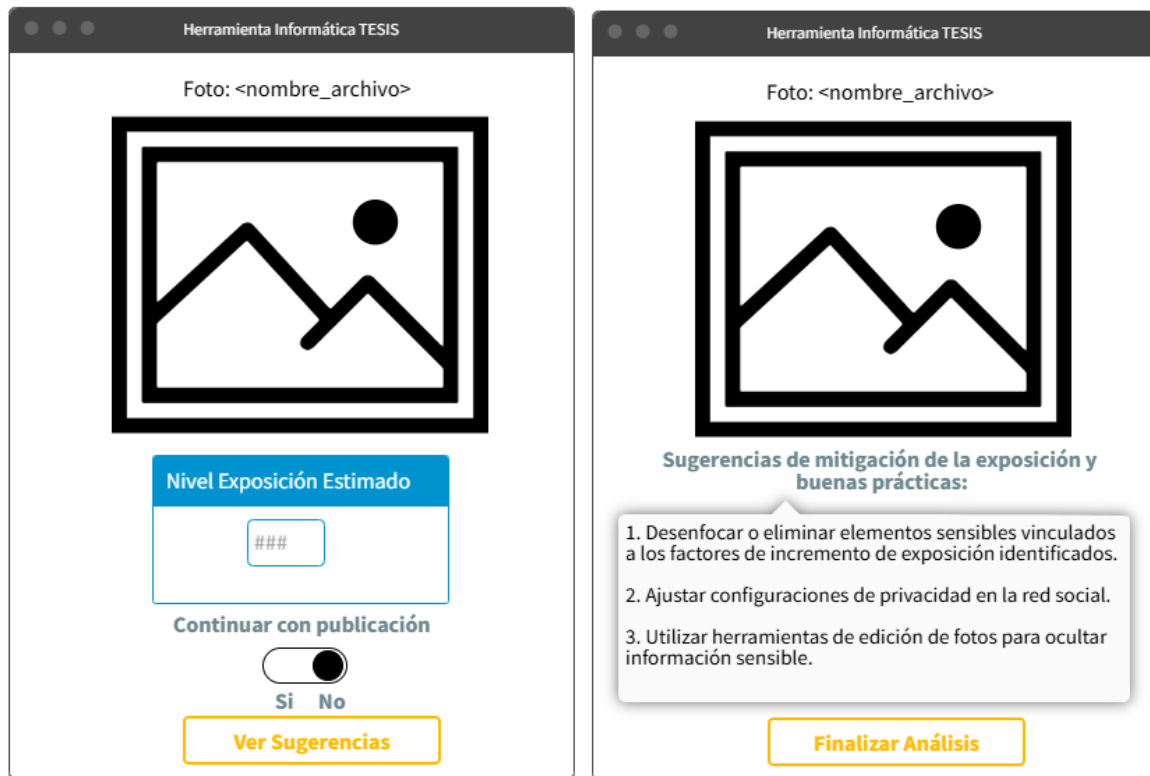 Herramienta Informática TESIS
Foto: <nombre_archivo>
Nivel Exposición Estimado
###
Continuar con publicación
Si No
Ver Sugerencias
Herramienta Informática TESIS
Foto: <nombre_archivo>
Sugerencias de mitigación de la exposición y
buenas prácticas:
1. Desenfocar o eliminar elementos sensibles vinculados
a los factores de incremento de exposición identificados.
2. Ajustar configuraciones de privacidad en la red social.
3. Utilizar herramientas de edición de fotos para ocultar
información sensible.
Finalizar Análisis